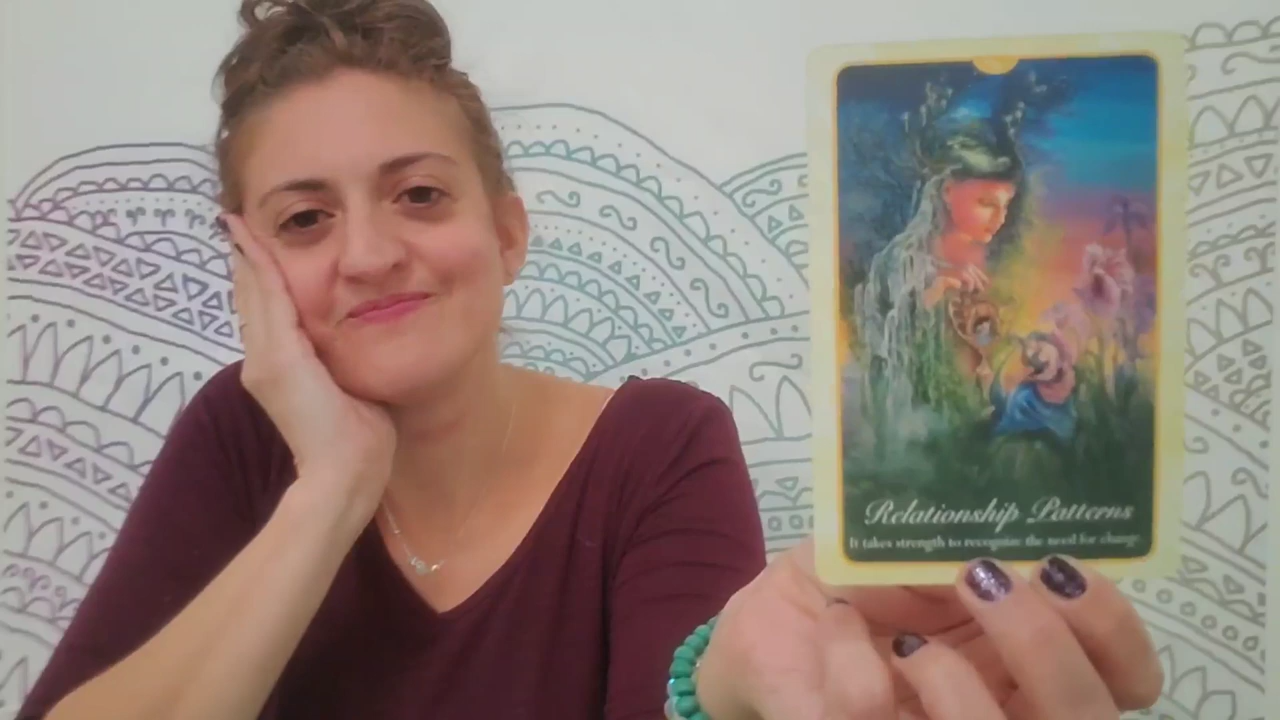 Relationship Patterns
It takes strength to recognize the need for change.